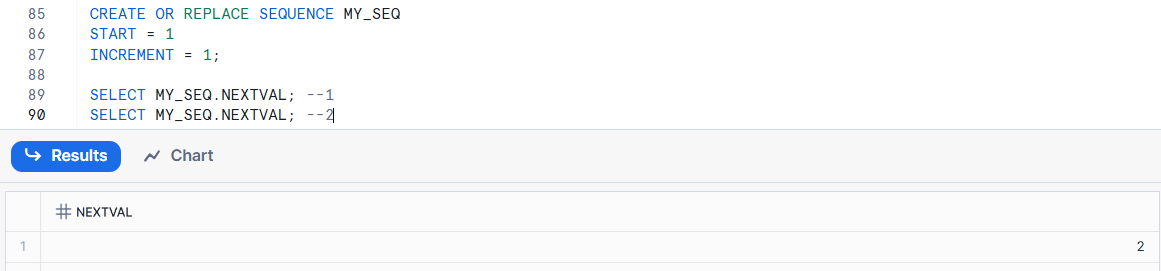 85 CREATE OR REPLACE SEQUENCE MY_SEQ
86 START = 1
87 INCREMENT = 1;
88
89 SELECT MY_SEQ.NEXTVAL; --1
90 SELECT MY_SEQ.NEXTVAL; --2
Results Chart
NEXTVAL
1 2